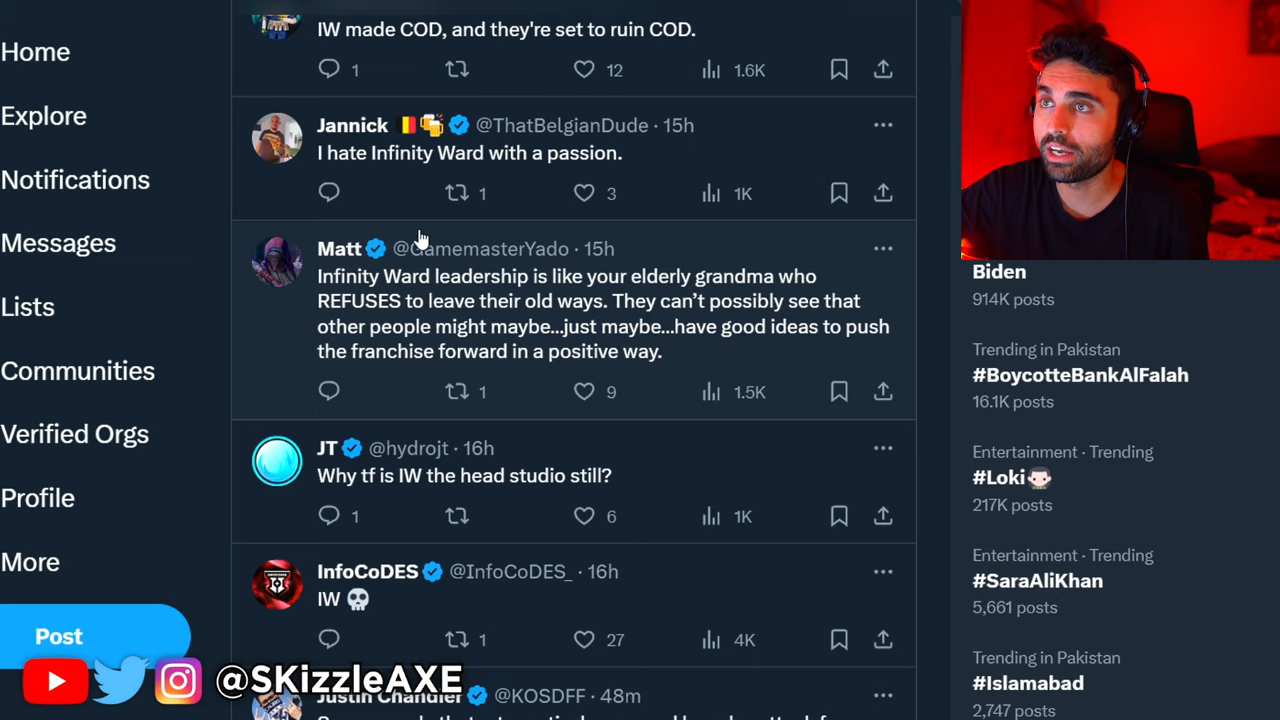 Home
Explore
Notifications
Messages
Lists
Communities
Verified Orgs
Profile
More
Post
IW made COD, and they're set to ruin COD.
1
12
1.6K
Jannick @ThatBelgianDude · 15h
I hate Infinity Ward with a passion.
1
3
1K
Matt @GamemasterYado · 15h
Infinity Ward leadership is like your elderly grandma who
REFUSES to leave their old ways. They can’t possibly see that
other people might maybe...just maybe...have good ideas to push
the franchise forward in a positive way.
1
9
1.5K
JT @hydrojt · 16h
Why tf is IW the head studio still?
1
6
1K
InfoCoDES @InfoCoDES_ · 16h
IW 💀
1
27
4K
Justin Chandler @KOSDFF · 48m
@SKizzleAXE
Biden
914K posts
Trending in Pakistan
#BoycotteBankAlFalah
16.1K posts
Entertainment · Trending
#Loki
217K posts
Entertainment · Trending
#SaraAliKhan
5,661 posts
Trending in Pakistan
#Islamabad
2,747 posts